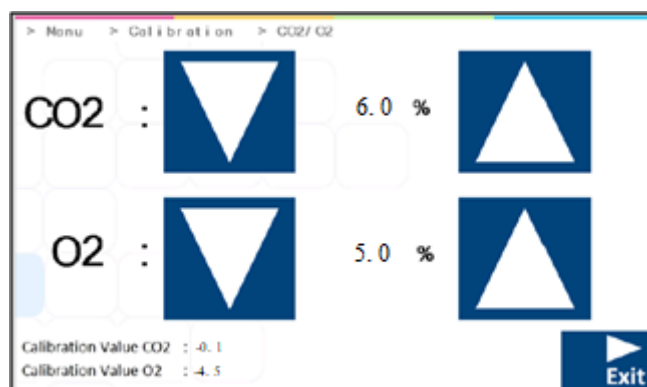 > Menu > Calibration > CO2/O2
CO2 : 6.0 %
O2 : 5.0 %
Calibration Value CO2 : -0.1
Calibration Value O2 : -4.5
Exit